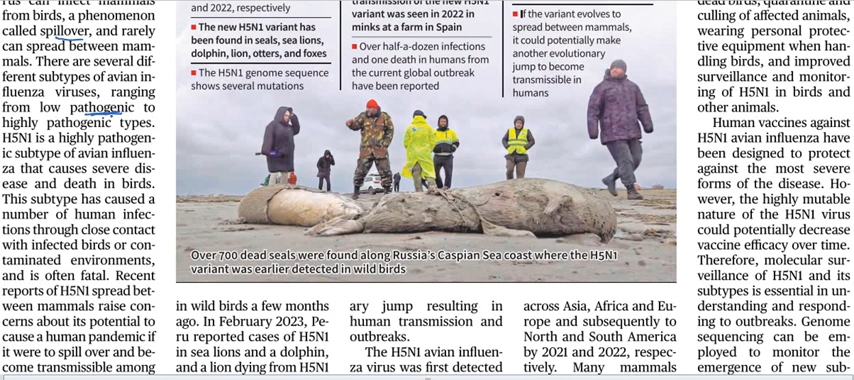 rus can infect mammals
from birds, a phenomenon
called spillover, and rarely
can spread between mam-
mals. There are several dif-
ferent subtypes of avian in-
fluenza viruses, ranging
from low pathogenic to
highly pathogenic types.
H5N1 is a highly pathogen-
ic subtype of avian influen-
za that causes severe dis-
ease and death in birds.
This subtype has caused a
number of human infec-
tions through close contact
with infected birds or con-
taminated environments,
and is often fatal. Recent
reports of H5N1 spread bet-
ween mammals raise con-
cerns about its potential to
cause a human pandemic if
it were to spill over and be-
come transmissible among
and 2022, respectively
The new H5N1 variant has
been found in seals, sea lions,
dolphin, lion, otters, and foxes
The H5N1 genome sequence
shows several mutations
transmission of the new H5N1
variant was seen in 2022 in
minks at a farm in Spain
Over half-a-dozen infections
and one death in humans from
the current global outbreak
have been reported
If the variant evolves to
spread between mammals,
it could potentially make
another evolutionary
jump to become
transmissible in
humans
Over 700 dead seals were found along Russia's Caspian Sea coast where the H5N1
variant was earlier detected in wild birds
in wild birds a few months
ago. In February 2023, Pe-
ru reported cases of H5N1
in sea lions and a dolphin,
and a lion dying from H5N1
ary jump resulting in
human transmission and
outbreaks.
The H5N1 avian influen-
za virus was first detected
across Asia, Africa and Eu-
rope and subsequently to
North and South America
by 2021 and 2022, respec-
tively. Many mammals
dead birds, quarantine and
culling of affected animals,
wearing personal protec-
tive equipment when han-
dling birds, and improved
surveillance and monitor-
ing of H5N1 in birds and
other animals.
Human vaccines against
H5N1 avian influenza have
been designed to protect
against the most severe
forms of the disease. Ho-
wever, the highly mutable
nature of the H5N1 virus
could potentially decrease
vaccine efficacy over time.
Therefore, molecular sur-
veillance of H5N1 and its
subtypes is essential in un-
derstanding and respond-
ing to outbreaks. Genome
sequencing can be em-
ployed to monitor the
emergence of new sub-